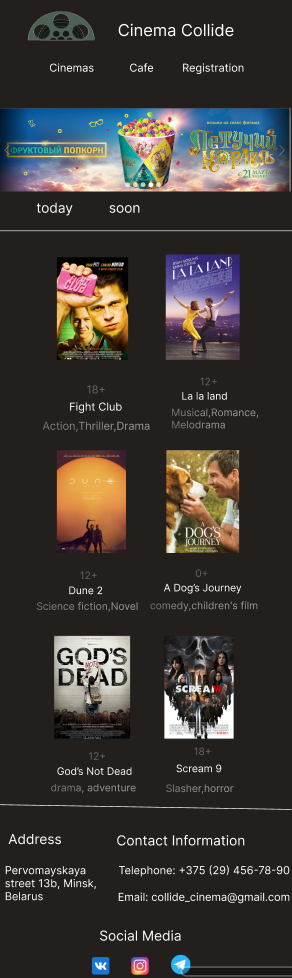 Cinema Collide
Cinemas Cafe Registration
ФРУКТОВЫЙ ПОПКОРН
Летучий
Корабль
с 21 МАРТА
today soon
FIGHT CLUB
LA LA LAND
18+
Fight Club
Action,Thriller,Drama
12+
La la land
Musical,Romance,
Melodrama
DUNE
A DOG'S
JOURNEY
12+
Dune 2
Science fiction,Novel
0+
A Dog's Journey
comedy,children's film
GOD'S
NOT
DEAD
SCREAM
12+
God's Not Dead
drama, adventure
18+
Scream 9
Slasher,horror
Address
Pervomayskaya
street 13b, Minsk,
Belarus
Contact Information
Telephone: +375 (29) 456-78-90
Email: collide_cinema@gmail.com
Social Media